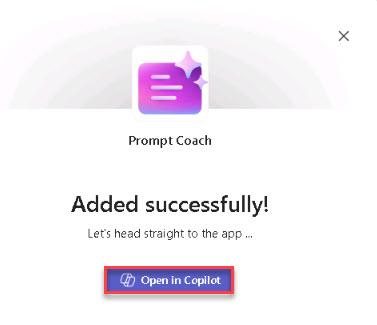 Prompt Coach
Added successfully!
Let's head straight to the app ...
Open in Copilot